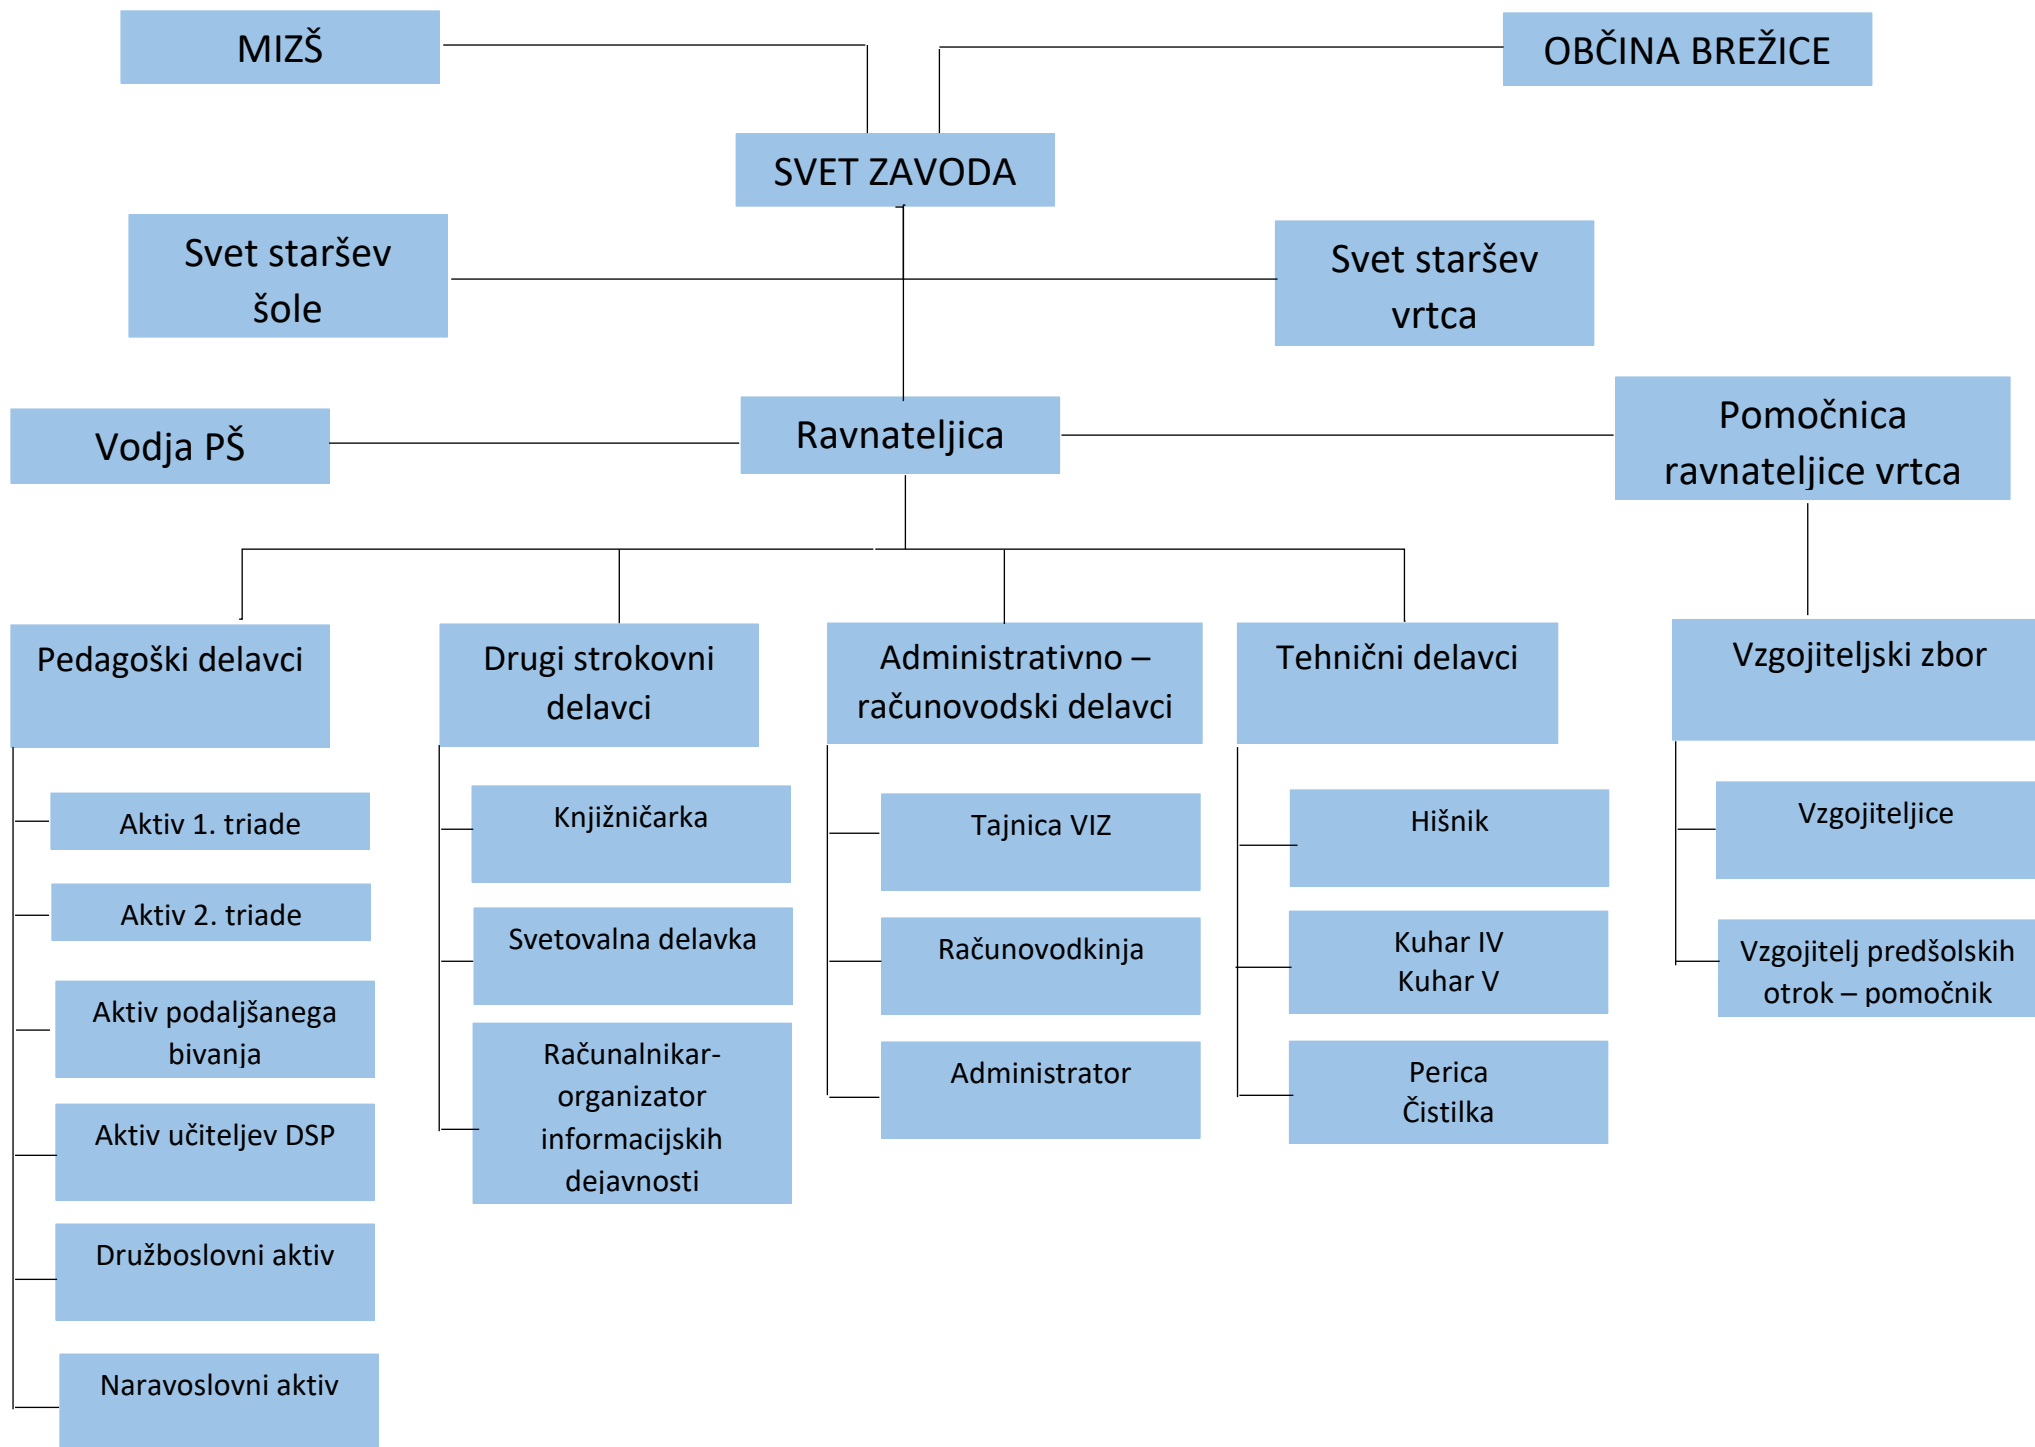 MIZŠ
OBČINA BREŽICE
SVET ZAVODA
Svet staršev
šole
Svet staršev
vrtca
Vodja PŠ
Ravnateljica
Pomočnica
ravnateljice vrtca
Pedagoški delavci
Drugi strokovni
delavci
Administrativno –
računovodski delavci
Tehnični delavci
Vzgojiteljski zbor
Aktiv 1. triade
Aktiv 2. triade
Aktiv podaljšanega
bivanja
Aktiv učiteljev DSP
Družboslovni aktiv
Naravoslovni aktiv
Knjižničarka
Svetovalna delavka
Računalnikar-
organizator
informacijskih
dejavnosti
Tajnica VIZ
Računovodkinja
Administrator
Hišnik
Kuhar IV
Kuhar V
Perica
Čistilka
Vzgojiteljice
Vzgojitelj predšolskih
otrok – pomočnik